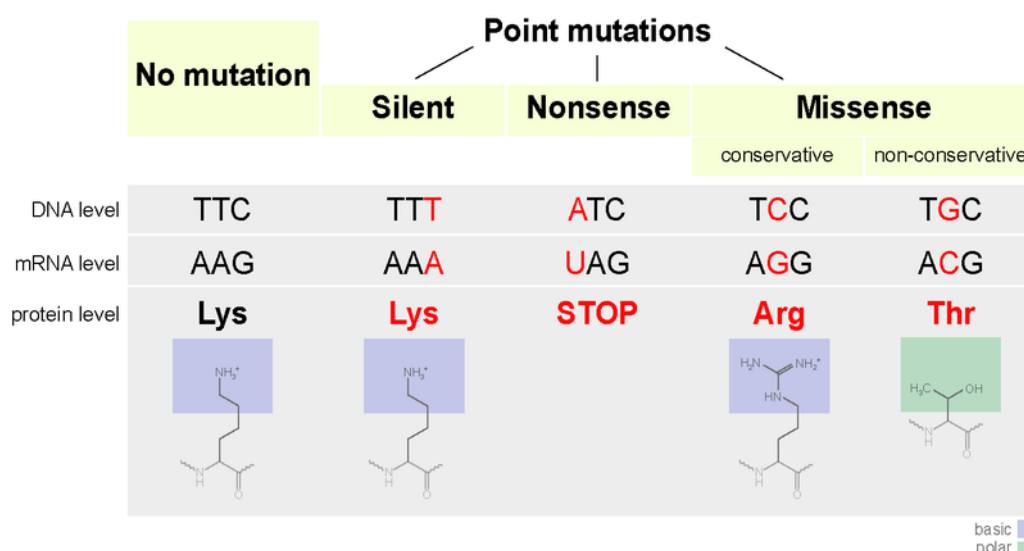 Point mutations
No mutation
Silent Nonsense Missense
conservative non-conservative
DNA level TTC TTT ATC TCC TGC
mRNA level AAG AAA UAG AGG ACG
protein level Lys Lys STOP Arg Thr
NH₃⁺ NH₃⁺ H₂N NH₂⁺
HN H₃C OH
N H O
N H O N H O N H O
basic
polar